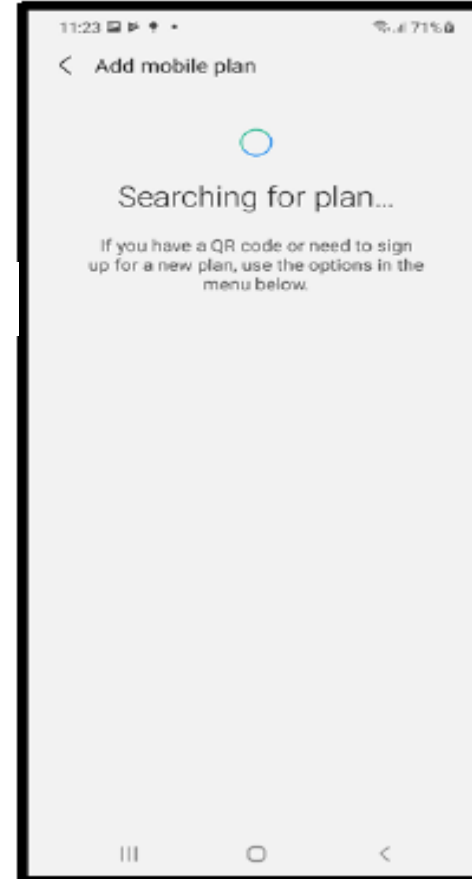 11:23
71%
Add mobile plan
Searching for plan...
If you have a QR code or need to sign
up for a new plan, use the options in the
menu below.